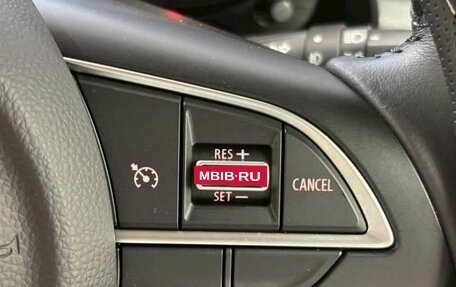 RES +
MBIB·RU
SET –
CANCEL